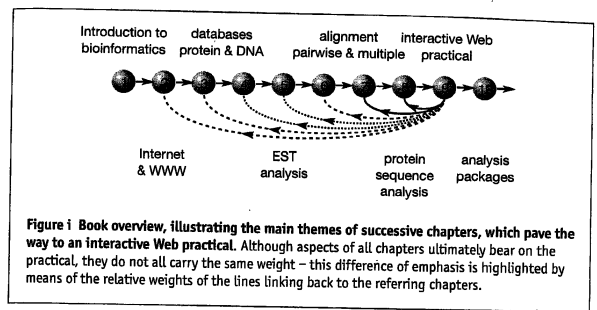 Introduction to
bioinformatics
databases
protein & DNA
alignment
pairwise & multiple
interactive Web
practical
Internet
& WWW
EST
analysis
protein
sequence
analysis
analysis
packages
Figure i Book overview, illustrating the main themes of successive chapters, which pave the
way to an interactive Web practical. Although aspects of all chapters ultimately bear on the
practical, they do not all carry the same weight – this difference of emphasis is highlighted by
means of the relative weights of the lines linking back to the referring chapters.